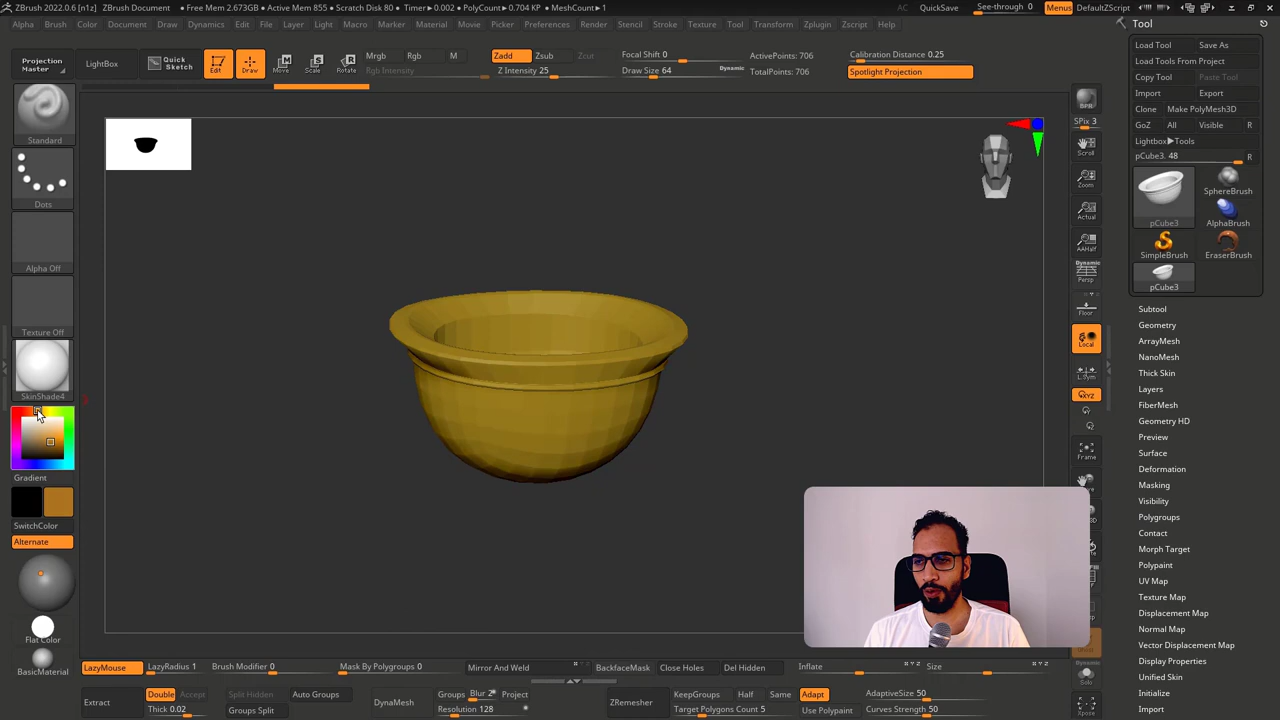 ZBrush 2022.0.6 [n1z] ZBrush Document • Free Mem 2.673GB • Active Mem 855 • Scratch Disk 80 • Timer▶0.002 • PolyCount▶0.704 KP • MeshCount▶1 AC QuickSave See-through 0 Menus DefaultZScript
Alpha Brush Color Document Draw Dynamics Edit File Layer Light Macro Marker Material Movie Picker Preferences Render Stencil Stroke Texture Tool Transform Zplugin Zscript Help
Projection Master
LightBox
Quick Sketch
Edit
Draw
Move
Scale
Rotate
Mrgb Rgb M
Rgb Intensity
Zadd Zsub Zcut
Z Intensity 25
Focal Shift 0
Draw Size 64 Dynamic
ActivePoints: 706
TotalPoints: 706
Calibration Distance 0.25
Spotlight Projection
Standard
Dots
Alpha Off
Texture Off
SkinShade4
Gradient
SwitchColor
Alternate
Flat Color
BasicMaterial
BPR
SPix 3
Scroll
Zoom
Actual
AAHalf
Dynamic
Persp
Floor
Local
L.Sym
XYZ
Frame
Dynamic
Solo
Xpose
Tool
Load Tool Save As
Load Tools From Project
Copy Tool Paste Tool
Import Export
Clone Make PolyMesh3D
GoZ All Visible R
Lightbox▶Tools
pCube3. 48 R
pCube3
SphereBrush
AlphaBrush
SimpleBrush
EraserBrush
pCube3
Subtool
Geometry
ArrayMesh
NanoMesh
Thick Skin
Layers
FiberMesh
Geometry HD
Preview
Surface
Deformation
Masking
Visibility
Polygroups
Contact
Morph Target
Polypaint
UV Map
Texture Map
Displacement Map
Normal Map
Vector Displacement Map
Display Properties
Unified Skin
Initialize
Import
LazyMouse LazyRadius 1 Brush Modifier 0 Mask By Polygroups 0 Mirror And Weld BackfaceMask Close Holes Del Hidden Inflate Size
Extract
Double Accept
Thick 0.02
Split Hidden
Groups Split
Auto Groups
DynaMesh
Groups Blur 2 Project
Resolution 128
ZRemesher
KeepGroups Half Same
Target Polygons Count 5
Adapt
Use Polypaint
AdaptiveSize 50
Curves Strength 50